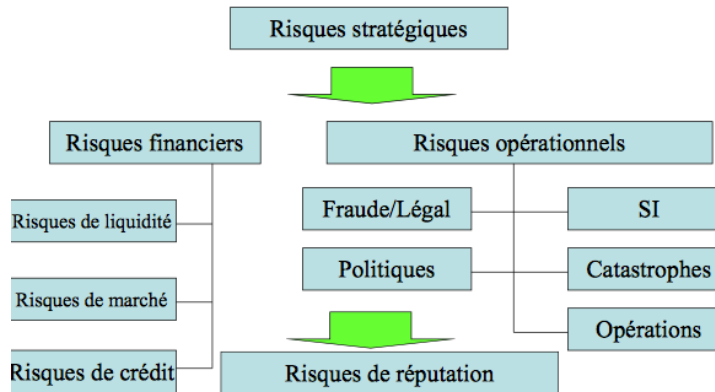 Risques stratégiques
Risques financiers
Risques opérationnels
Risques de liquidité
Fraude/Légal
SI
Risques de marché
Politiques
Catastrophes
Opérations
Risques de crédit
Risques de réputation